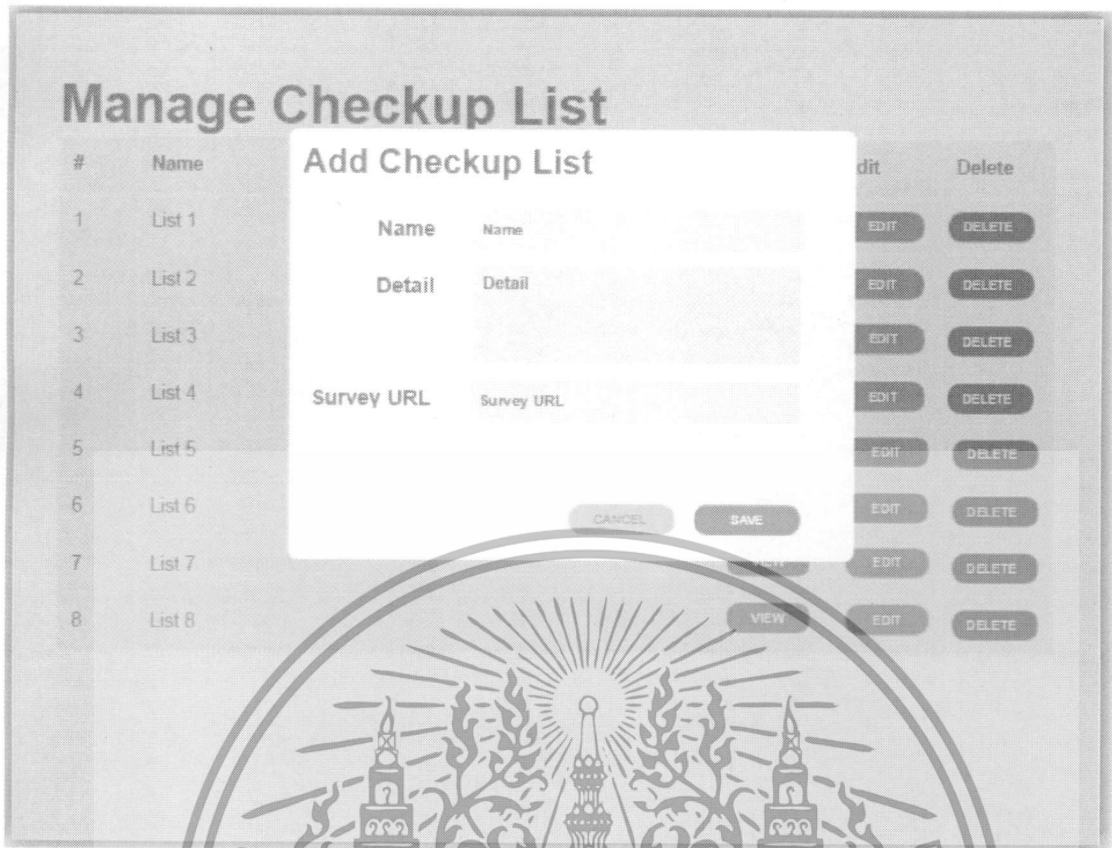 Manage Checkup List
# Name dit Delete
Add Checkup List
1 List 1 EDIT DELETE
Name Name
2 List 2 EDIT DELETE
Detail Detail
3 List 3 EDIT DELETE
4 List 4 EDIT DELETE
Survey URL Survey URL
5 List 5 EDIT DELETE
6 List 6 EDIT DELETE
CANCEL SAVE
7 List 7 VIEW EDIT DELETE
8 List 8 VIEW EDIT DELETE